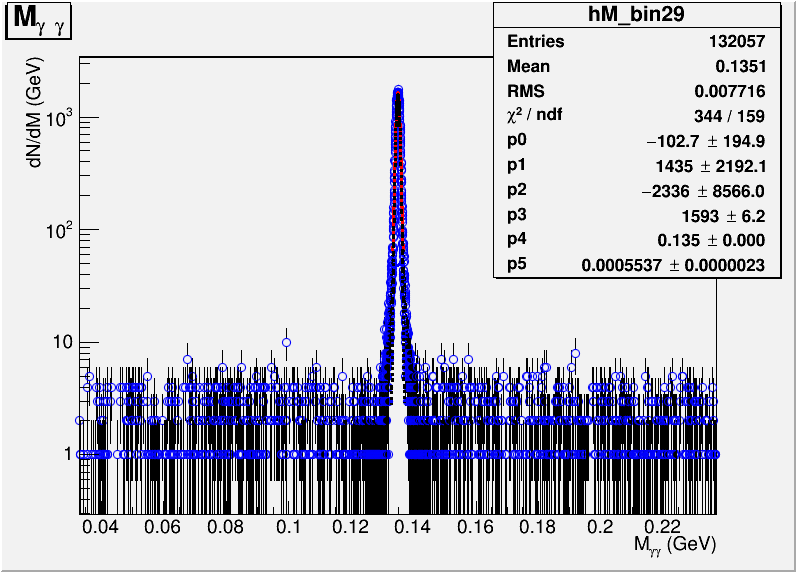 M γ γ
hM_bin29
Entries 132057
Mean 0.1351
RMS 0.007716
χ² / ndf 344 / 159
p0 −102.7 ± 194.9
p1 1435 ± 2192.1
p2 −2336 ± 8566.0
p3 1593 ± 6.2
p4 0.135 ± 0.000
p5 0.0005537 ± 0.0000023
dN/dM (GeV)
10³
10²
10
1
0.04 0.06 0.08 0.1 0.12 0.14 0.16 0.18 0.2 0.22
Mγγ (GeV)